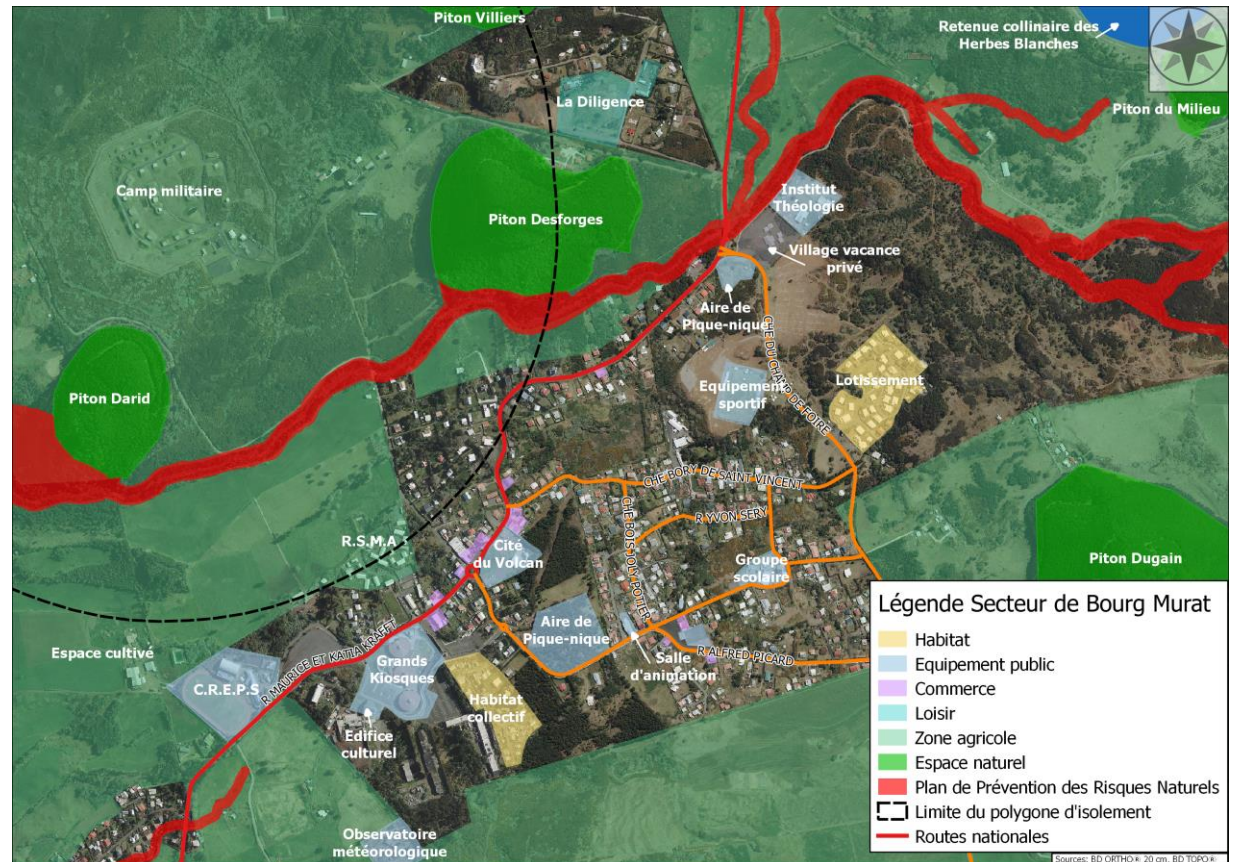 Piton Villiers
Retenue collinaire des
Herbes Blanches
La Diligence
Piton du Milieu
Camp militaire
Institut
Théologie
Piton Desforges
Village vacance
privé
Aire de
Pique-nique
CHE DU CHAMP DE FOIRE
Piton Darid
Equipement
sportif
Lotissement
CHE BORY DE SAINT VINCENT
CHE BOIS JOLY POTIER
R YVON SERY
R.S.M.A
Cité
du Volcan
Groupe
scolaire
Piton Dugain
Aire de
Pique-nique
Espace cultivé
R MAURICE ET KATIA KRAFFT
C.R.E.P.S
Grands
Kiosques
Salle
d'animation
R ALFRED PICARD
Habitat
collectif
Edifice
culturel
Observatoire
météorologique
Légende Secteur de Bourg Murat
Habitat
Equipement public
Commerce
Loisir
Zone agricole
Espace naturel
Plan de Prévention des Risques Naturels
Limite du polygone d'isolement
Routes nationales
Sources: BD ORTHO® 20 cm, BD TOPO®